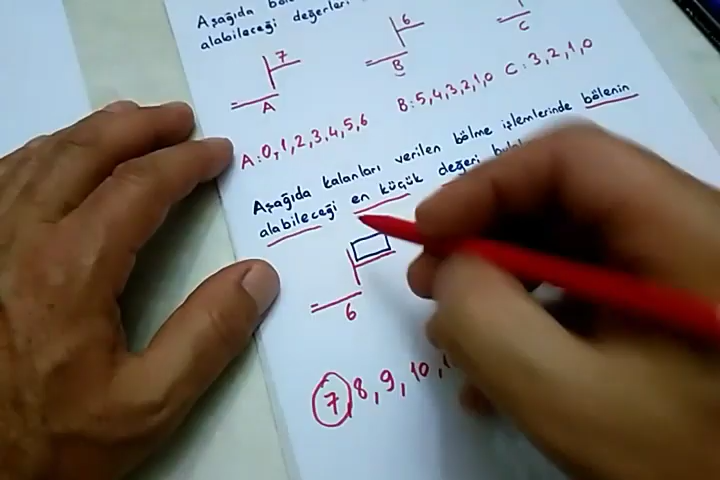 Aşağıda
alabileceği değerleri
7
A
6
B
C
A:0,1,2,3,4,5,6
B:5,4,3,2,1,0
C:3,2,1,0
Aşağıda kalanları verilen bölme işlemlerinde bölenin
alabileceği en küçük değeri
6
7 8, 9, 10,